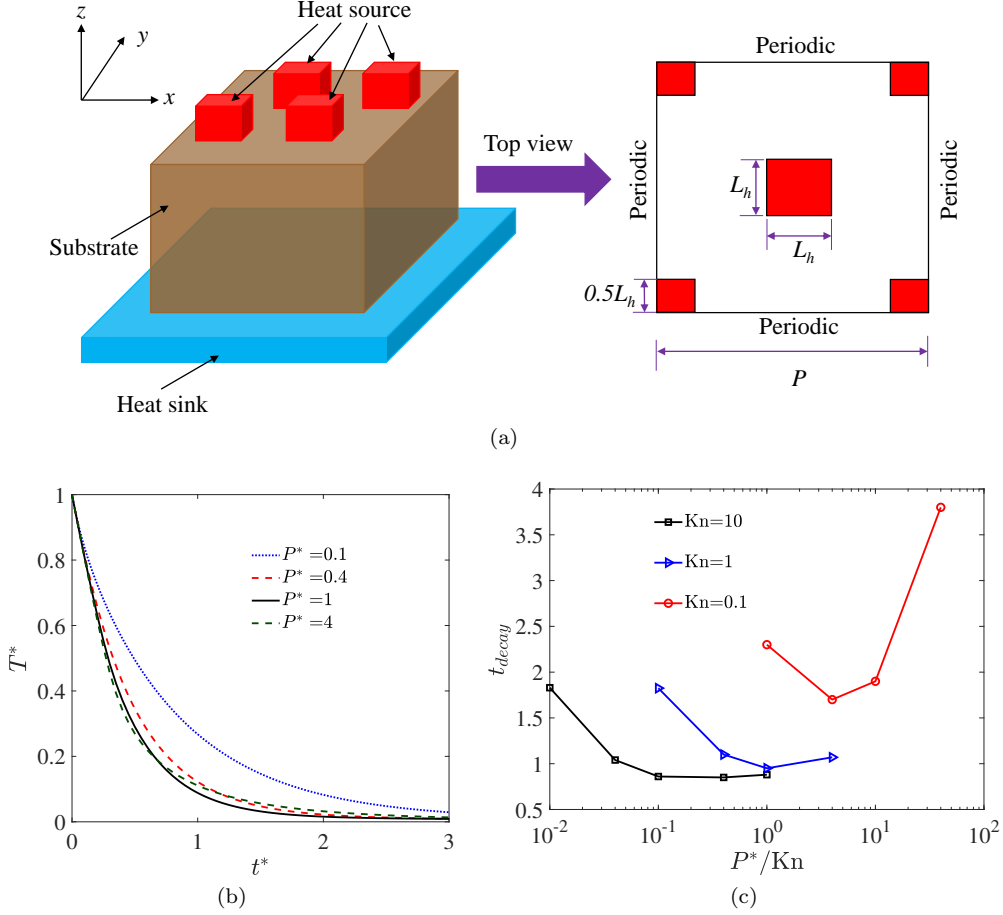 Heat source
z
y
x
Substrate
Heat sink
Top view
Periodic
Periodic
Periodic
L_h
L_h
0.5L_h
Periodic
P
(a)
1
0.8
0.6
0.4
0.2
0
0 1 2 3
T*
t*
P* =0.1
P* =0.4
P* =1
P* =4
(b)
4
3.5
3
2.5
2
1.5
1
0.5
10^{-2} 10^{-1} 10^0 10^1 10^2
t_{decay}
P*/Kn
Kn=10
Kn=1
Kn=0.1
(c)